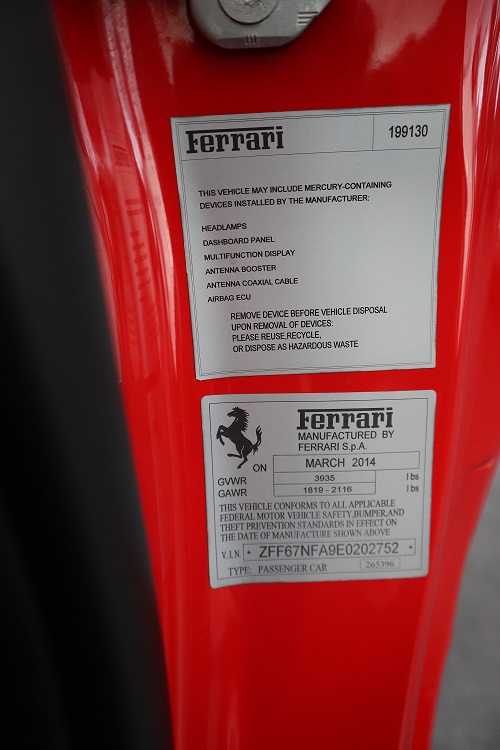 Ferrari 199130
THIS VEHICLE MAY INCLUDE MERCURY-CONTAINING
DEVICES INSTALLED BY THE MANUFACTURER:
HEADLAMPS
DASHBOARD PANEL
MULTIFUNCTION DISPLAY
ANTENNA BOOSTER
ANTENNA COAXIAL CABLE
AIRBAG ECU
REMOVE DEVICE BEFORE VEHICLE DISPOSAL
UPON REMOVAL OF DEVICES:
PLEASE REUSE,RECYCLE,
OR DISPOSE AS HAZARDOUS WASTE
Ferrari
MANUFACTURED BY
FERRARI S.p.A.
ON MARCH 2014
GVWR 3935 lbs
GAWR 1819 - 2116 lbs
THIS VEHICLE CONFORMS TO ALL APPLICABLE
FEDERAL MOTOR VEHICLE SAFETY,BUMPER,AND
THEFT PREVENTION STANDARDS IN EFFECT ON
THE DATE OF MANUFACTURE SHOWN ABOVE
V.I.N. * ZFF67NFA9E0202752 *
TYPE: PASSENGER CAR 265396